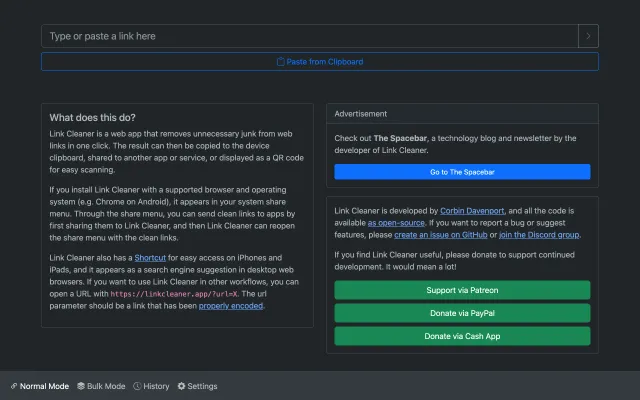 Type or paste a link here
Paste from Clipboard
What does this do?
Link Cleaner is a web app that removes unnecessary junk from web
links in one click. The result can then be copied to the device
clipboard, shared to another app or service, or displayed as a QR code
for easy scanning.
If you install Link Cleaner with a supported browser and operating
system (e.g. Chrome on Android), it appears in your system share
menu. Through the share menu, you can send clean links to apps by
first sharing them to Link Cleaner, and then Link Cleaner can reopen
the share menu with the clean links.
Link Cleaner also has a Shortcut for easy access on iPhones and
iPads, and it appears as a search engine suggestion in desktop web
browsers. If you want to use Link Cleaner in other workflows, you can
open a URL with https://linkcleaner.app/?url=X. The url
parameter should be a link that has been properly encoded.
Advertisement
Check out The Spacebar, a technology blog and newsletter by the
developer of Link Cleaner.
Go to The Spacebar
Link Cleaner is developed by Corbin Davenport, and all the code is
available as open-source. If you want to report a bug or suggest
features, please create an issue on GitHub or join the Discord group.
If you find Link Cleaner useful, please donate to support continued
development. It would mean a lot!
Support via Patreon
Donate via PayPal
Donate via Cash App
Normal Mode
Bulk Mode
History
Settings